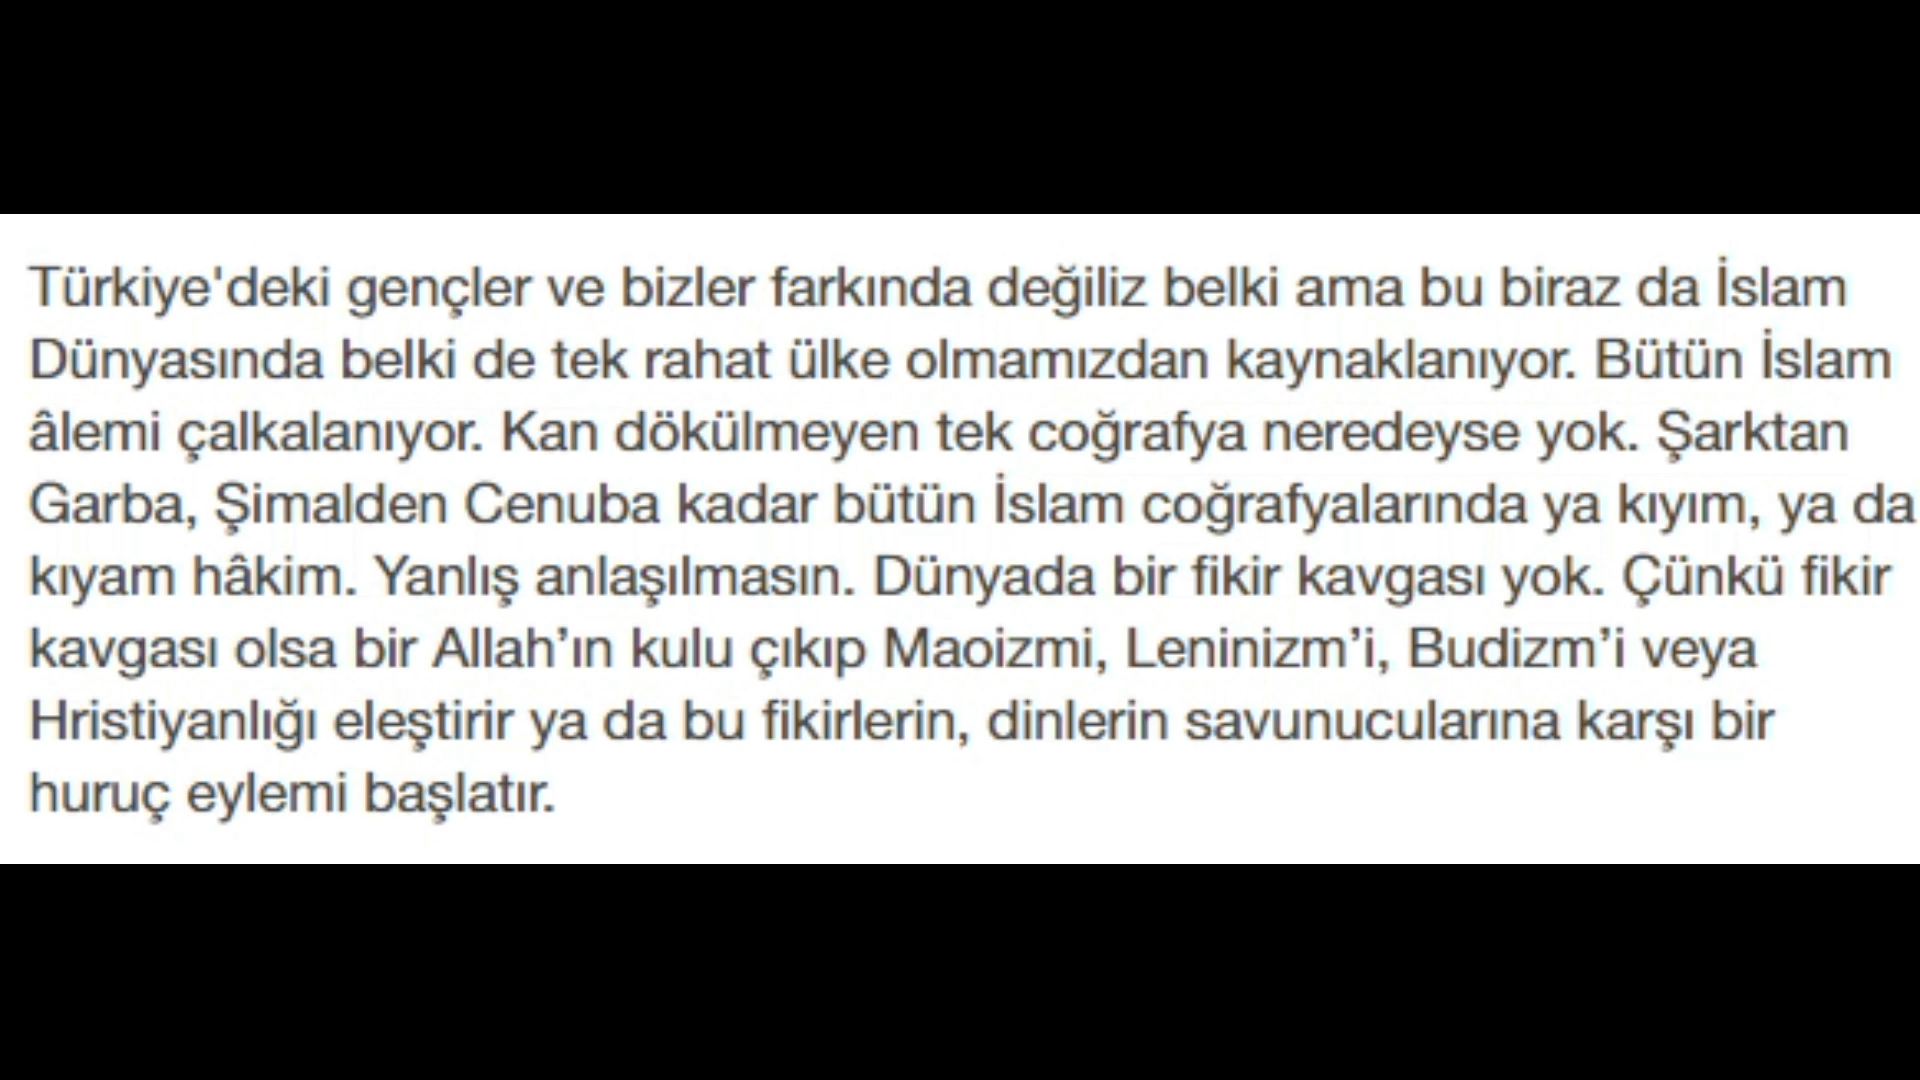 Türkiye'deki gençler ve bizler farkında değiliz belki ama bu biraz da İslam
Dünyasında belki de tek rahat ülke olmamızdan kaynaklanıyor. Bütün İslam
âlemi çalkalanıyor. Kan dökülmeyen tek coğrafya neredeyse yok. Şarktan
Garba, Şimalden Cenuba kadar bütün İslam coğrafyalarında ya kıyım, ya da
kıyam hâkim. Yanlış anlaşılmasın. Dünyada bir fikir kavgası yok. Çünkü fikir
kavgası olsa bir Allah’ın kulu çıkıp Maoizmi, Leninizm’i, Budizm’i veya
Hristiyanlığı eleştirir ya da bu fikirlerin, dinlerin savunucularına karşı bir
huruç eylemi başlatır.